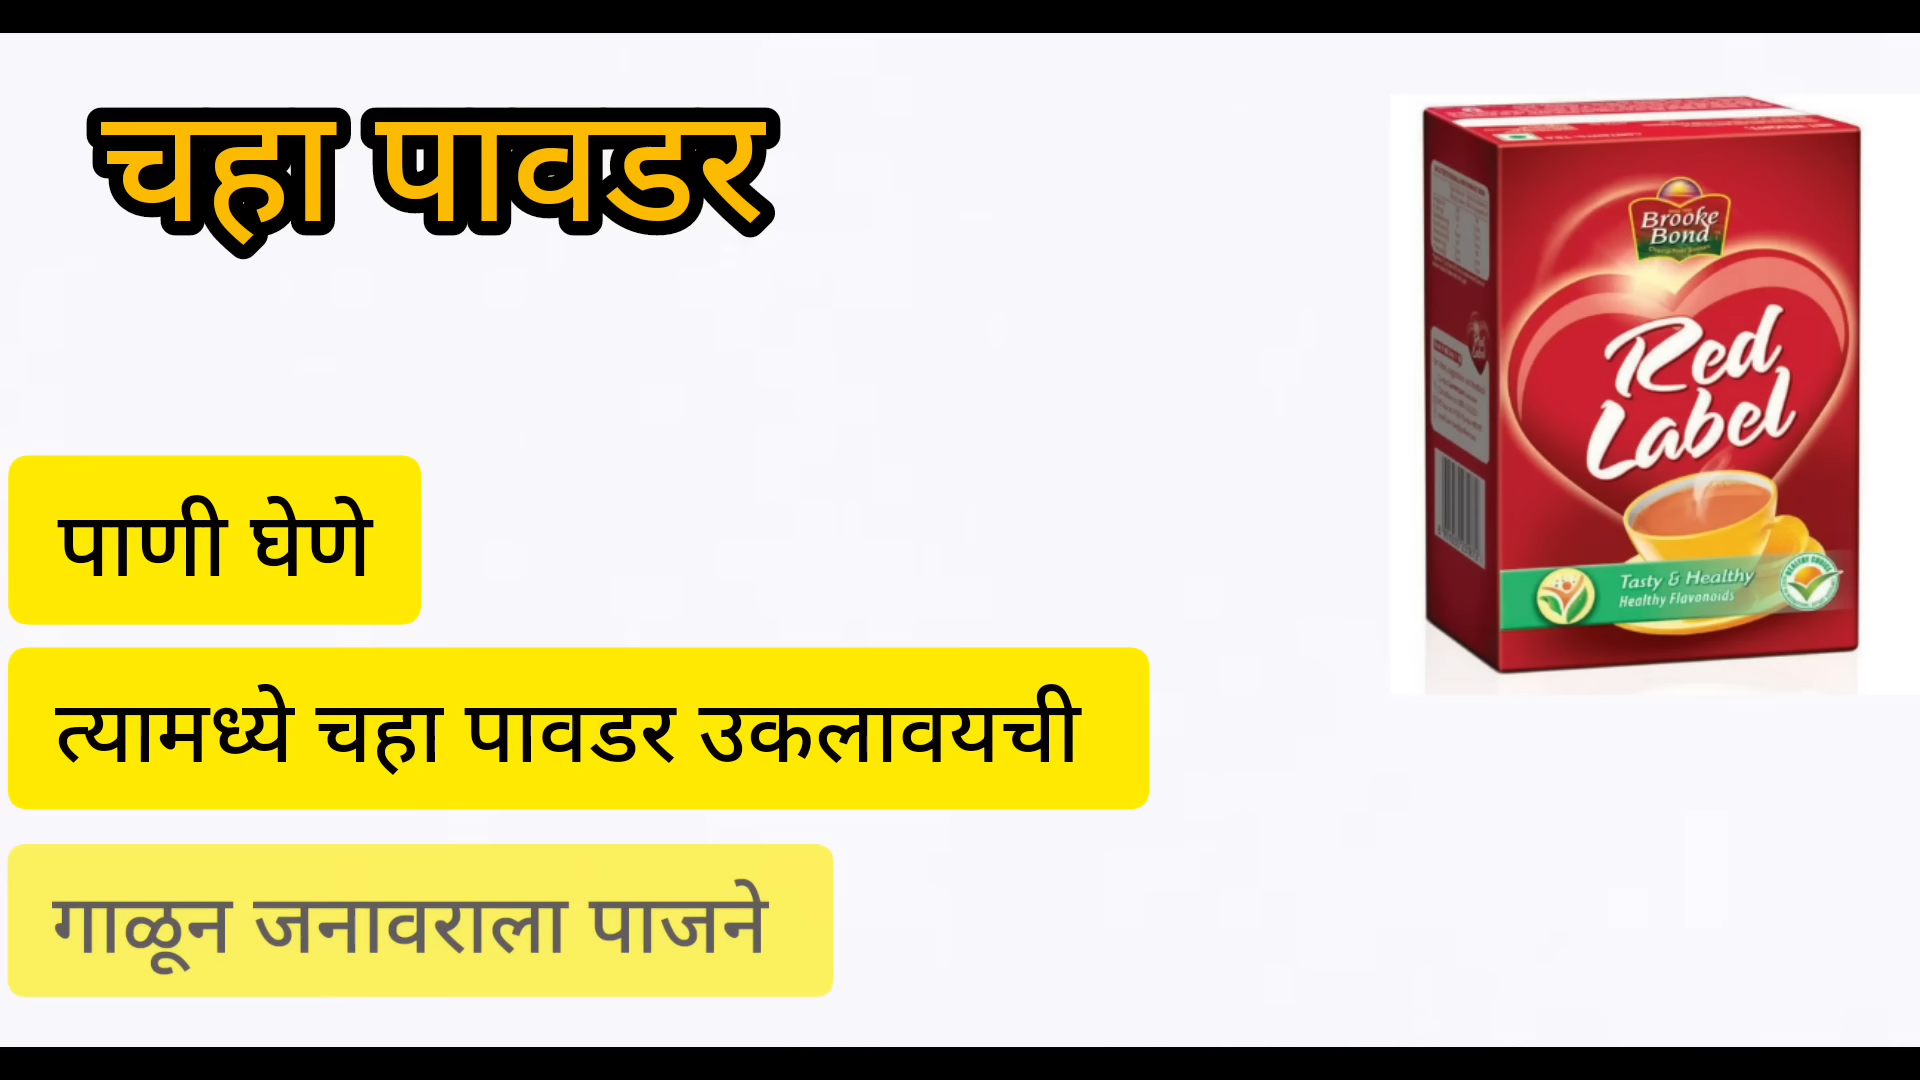 चहा पावडर
Brooke
Bond
Red
Label
Tasty & Healthy
Healthy Flavonoids
पाणी घेणे
त्यामध्ये चहा पावडर उकलावयची
गाळून जनावराला पाजने